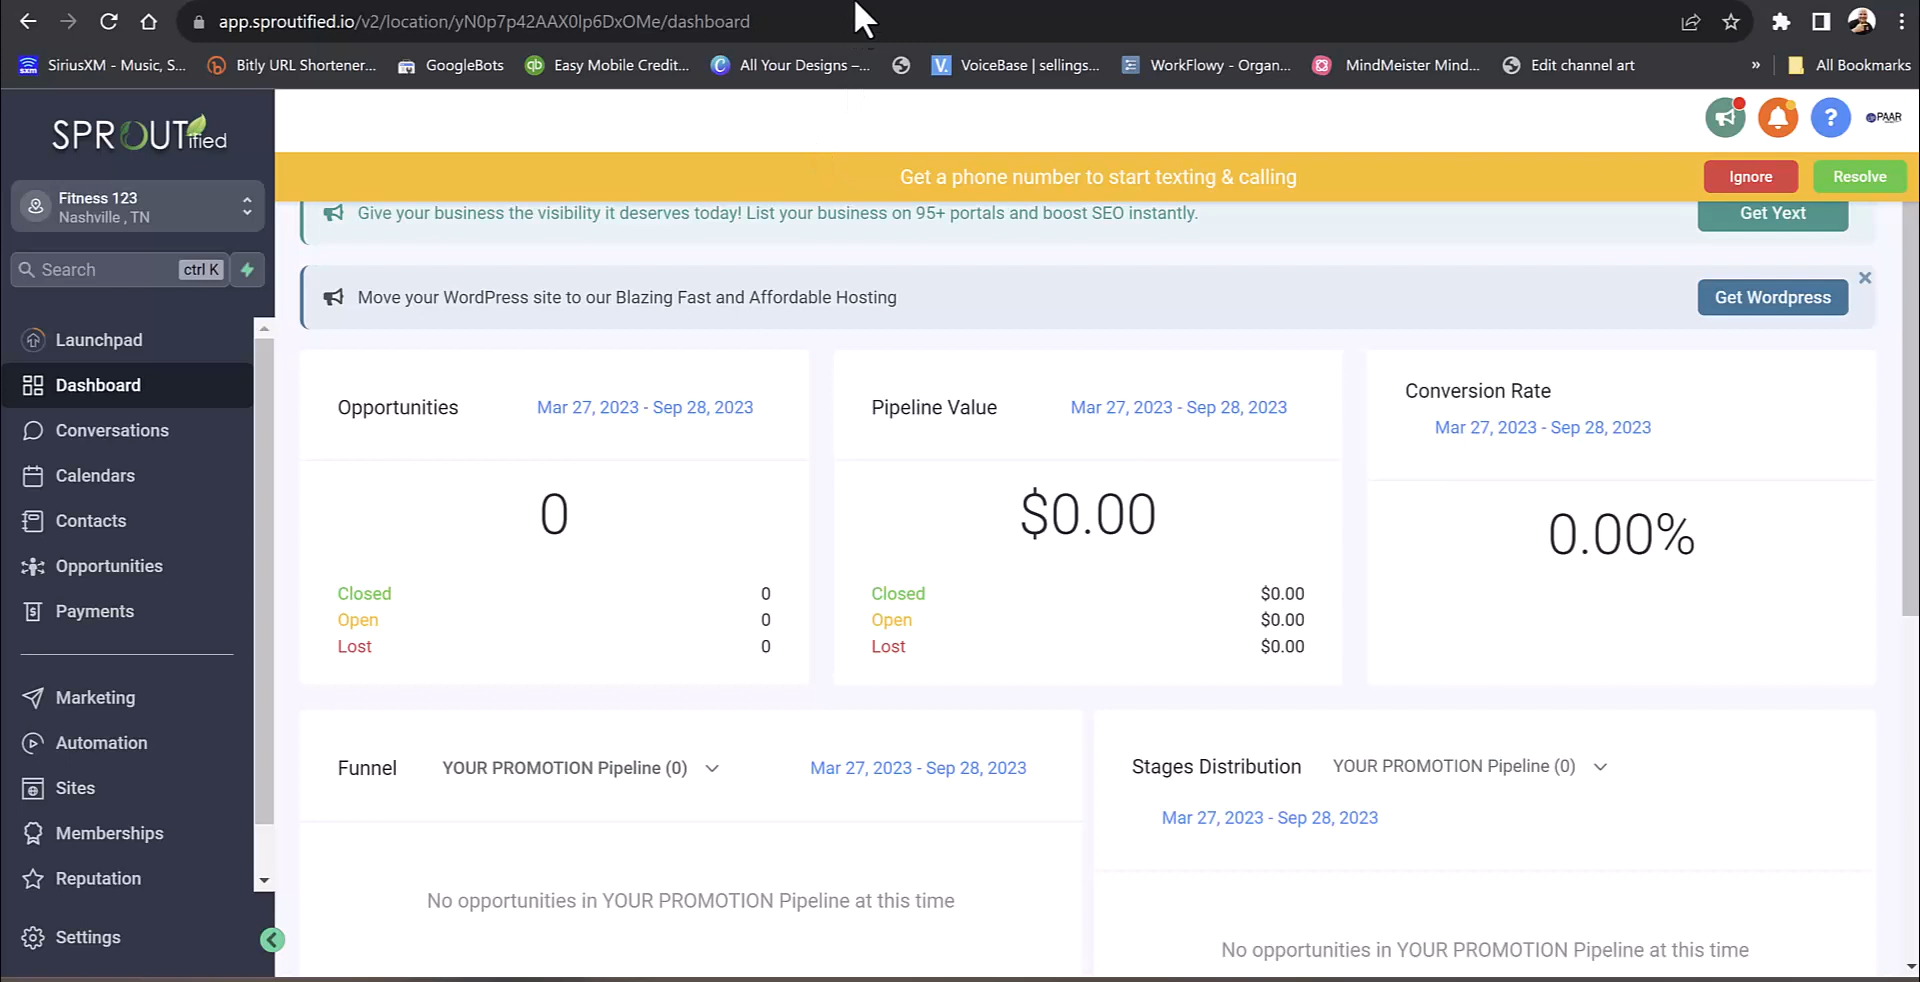 app.sproutified.io/v2/location/yN0p7p42AAX0lp6DxOMe/dashboard
SiriusXM - Music, S...
Bitly URL Shortener...
GoogleBots
Easy Mobile Credit...
All Your Designs –...
VoiceBase | sellings...
WorkFlowy - Organ...
MindMeister Mind...
Edit channel art
»
All Bookmarks
SPROUTified
PAAR
Fitness 123
Nashville , TN
Search
ctrl K
Launchpad
Dashboard
Conversations
Calendars
Contacts
Opportunities
Payments
Marketing
Automation
Sites
Memberships
Reputation
Settings
Get a phone number to start texting & calling
Ignore
Resolve
Give your business the visibility it deserves today! List your business on 95+ portals and boost SEO instantly.
Get Yext
Move your WordPress site to our Blazing Fast and Affordable Hosting
Get Wordpress
Opportunities
Mar 27, 2023 - Sep 28, 2023
0
Closed 0
Open 0
Lost 0
Pipeline Value
Mar 27, 2023 - Sep 28, 2023
$0.00
Closed $0.00
Open $0.00
Lost $0.00
Conversion Rate
Mar 27, 2023 - Sep 28, 2023
0.00%
Funnel
YOUR PROMOTION Pipeline (0)
Mar 27, 2023 - Sep 28, 2023
No opportunities in YOUR PROMOTION Pipeline at this time
Stages Distribution
YOUR PROMOTION Pipeline (0)
Mar 27, 2023 - Sep 28, 2023
No opportunities in YOUR PROMOTION Pipeline at this time